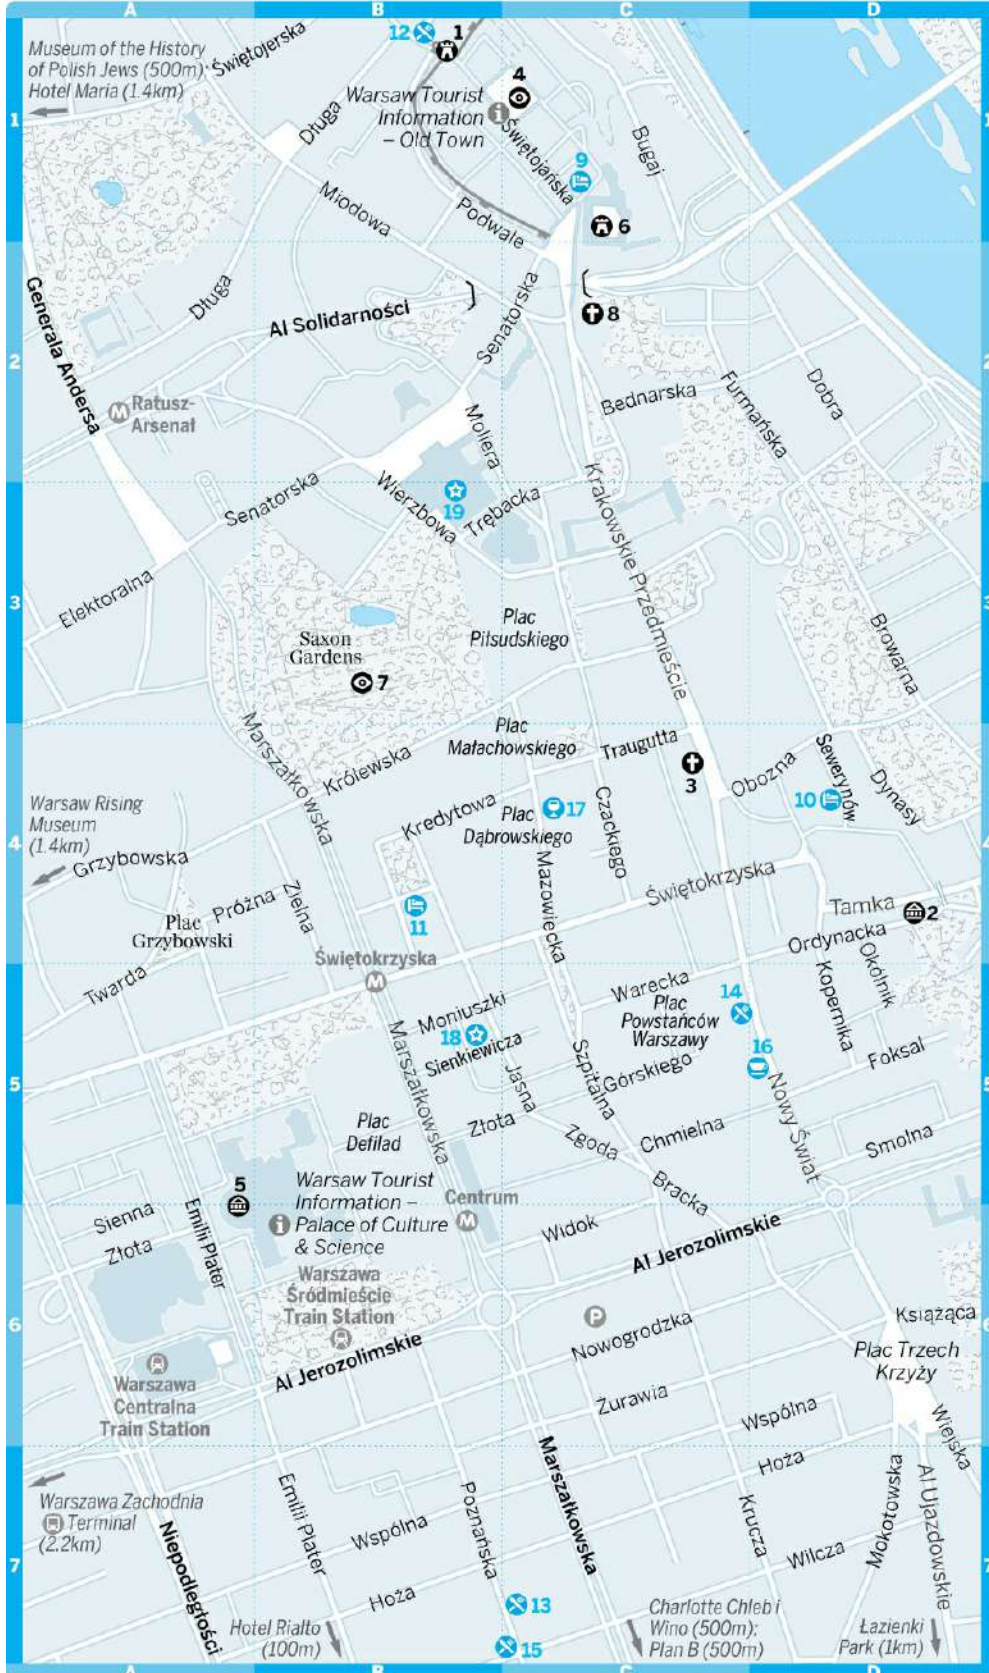 A
B
C
D
Museum of the History
of Polish Jews (500m);
Hotel Maria (1.4km)
Świętojerska
12
1
4
Warsaw Tourist
Information
– Old Town
1
Długa
Świętojańska
Bugaj
9
Miodowa
Podwale
6
Generała Andersa
Długa
Al Solidarności
Senatorska
8
2
2
Ratusz-
Arsenał
Moliera
Bednarska
Furmańska
Dobra
Senatorska
Wierzbowa
19
Trębacka
Krakowskie Przedmieście
Elektoralna
3
3
Plac
Piłsudskiego
Browarna
Saxon
Gardens
7
Marszałkowska
Królewska
Plac
Małachowskiego
Traugutta
3
Obozna
Sewerynów
Dynasy
10
Warsaw Rising
Museum
(1.4km)
Kredytowa
Plac
Dąbrowskiego
17
Czackiego
4
4
Grzybowska
Mazowiecka
Świętokrzyska
Próżna
Zielna
Plac
Grzybowski
11
Tamka
2
Ordynacka
Okólnik
Kopernika
Twarda
Świętokrzyska
Moniuszki
Warecka
Plac
Powstańców
Warszawy
14
18
Sienkiewicza
Marszałkowska
Jasna
Szpitalna
Górskiego
16
Foksal
5
5
Nowy Świat
Plac
Defilad
Złota
Zgoda
Chmielna
Smolna
5
Warsaw Tourist
Information –
Palace of Culture
& Science
Centrum
Bracka
Sienna
Złota
Emilii Plater
Widok
Al Jerozolimskie
Warszawa
Śródmieście
Train Station
P
Książąca
6
6
Nowogrodzka
Plac Trzech
Krzyży
Al Jerozolimskie
Warszawa
Centralna
Train Station
Żurawia
Wspólna
Wiejska
Hoża
Marszałkowska
Warszawa Zachodnia
Terminal
(2.2km)
Emilii Plater
Wspólna
Poznańska
Krucza
Mokotowska
Al Ujazdowskie
Niepodległości
Wilcza
7
7
Hoża
13
Hotel Rialto
(100m)
15
Charlotte Chleb i
Wino (500m);
Plan B (500m)
Łazienki
Park (1km)
A
B
C
D